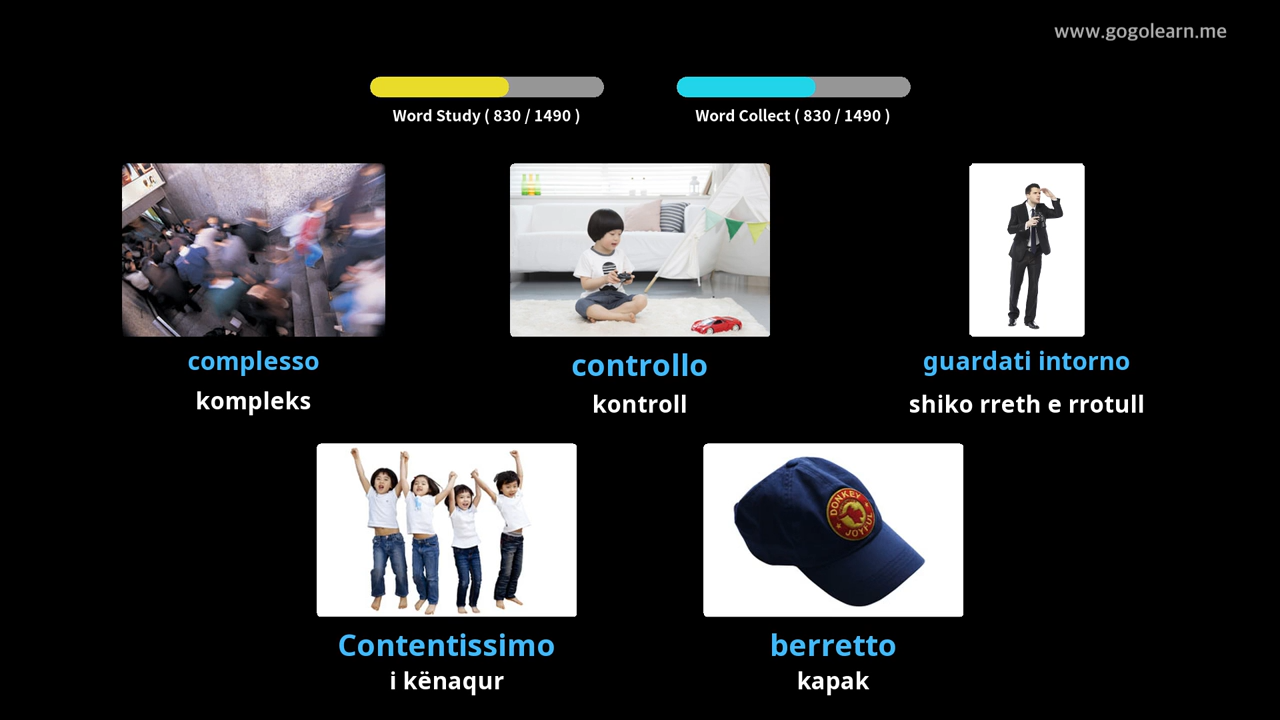 www.gogolearn.me
Word Study ( 830 / 1490 )
Word Collect ( 830 / 1490 )
complesso
kompleks
controllo
kontroll
guardati intorno
shiko rreth e rrotull
DONKEY
JOYFUL
Contentissimo
i kënaqur
berretto
kapak